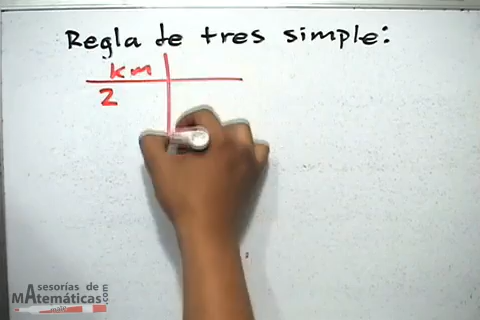 Regla de tres simple:
km
2
Asesorías de
Matemáticas.com